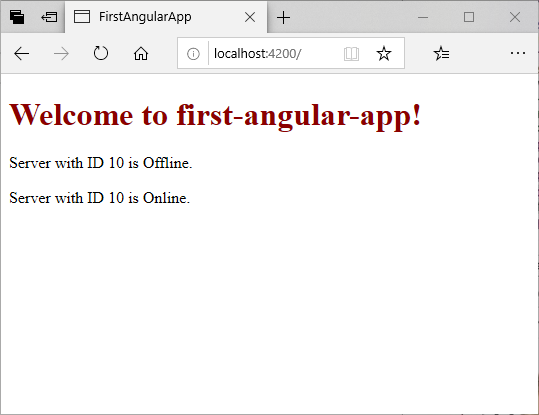 FirstAngularApp
localhost:4200/
Welcome to first-angular-app!
Server with ID 10 is Offline.
Server with ID 10 is Online.